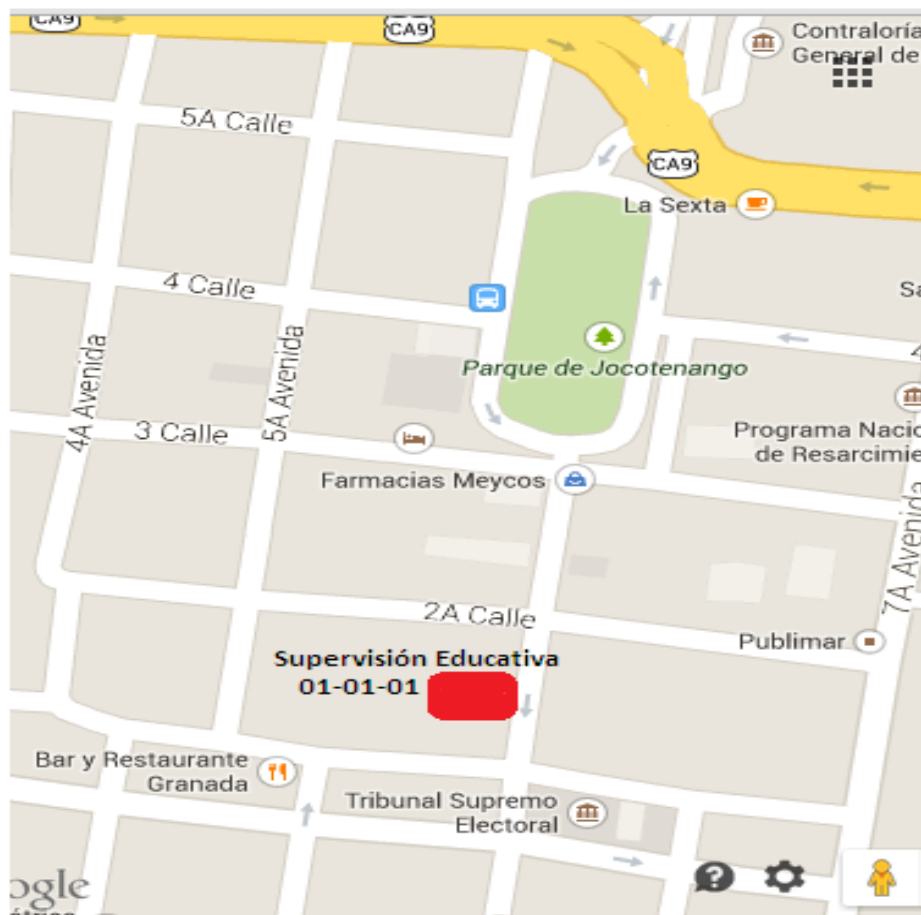 CA9
CA9
Contraloría
General de
5A Calle
CA9
La Sexta
4 Calle
Sa
Parque de Jocotenango
4
4A Avenida
5A Avenida
3 Calle
Programa Nacio
de Resarcimie
Farmacias Meycos
7A Avenida
2A Calle
Publimar
Supervisión Educativa
01-01-01
Bar y Restaurante
Granada
Tribunal Supremo
Electoral
ogle